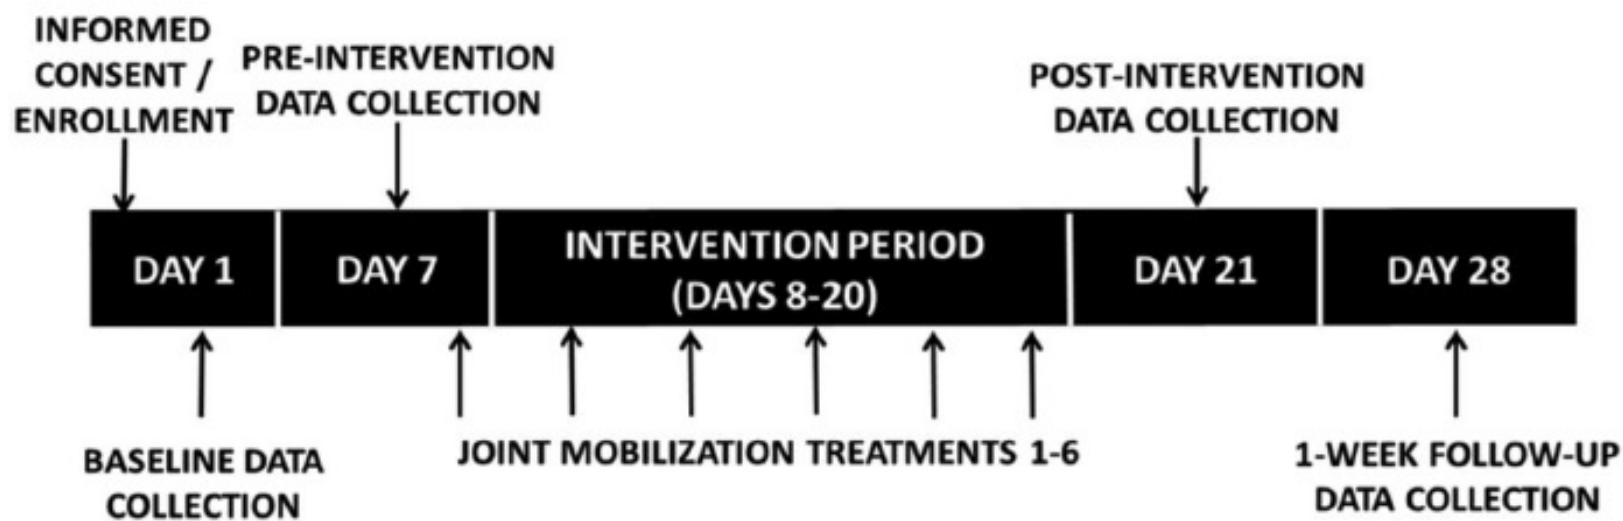 INFORMED
CONSENT /
ENROLLMENT
PRE-INTERVENTION
DATA COLLECTION
POST-INTERVENTION
DATA COLLECTION
DAY 1
DAY 7
INTERVENTION PERIOD
(DAYS 8-20)
DAY 21
DAY 28
BASELINE DATA
COLLECTION
JOINT MOBILIZATION TREATMENTS 1-6
1-WEEK FOLLOW-UP
DATA COLLECTION